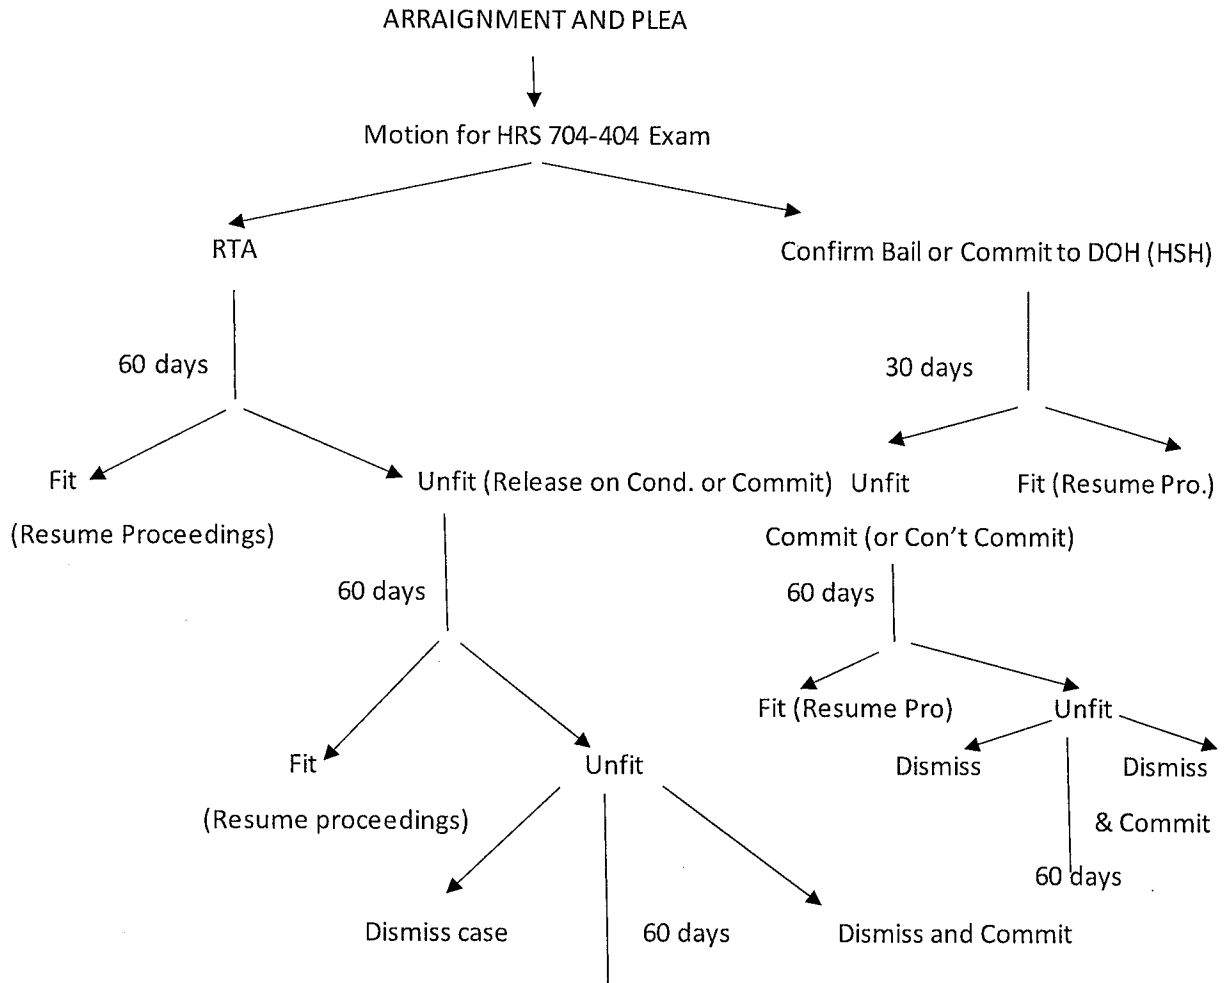 ARRAIGNMENT AND PLEA
Motion for HRS 704-404 Exam
RTA
Confirm Bail or Commit to DOH (HSH)
60 days
30 days
Fit
Unfit (Release on Cond. or Commit)
Unfit
Fit (Resume Pro.)
(Resume Proceedings)
Commit (or Con't Commit)
60 days
60 days
Fit (Resume Pro)
Unfit
Fit
Unfit
Dismiss
Dismiss
(Resume proceedings)
& Commit
60 days
Dismiss case
60 days
Dismiss and Commit